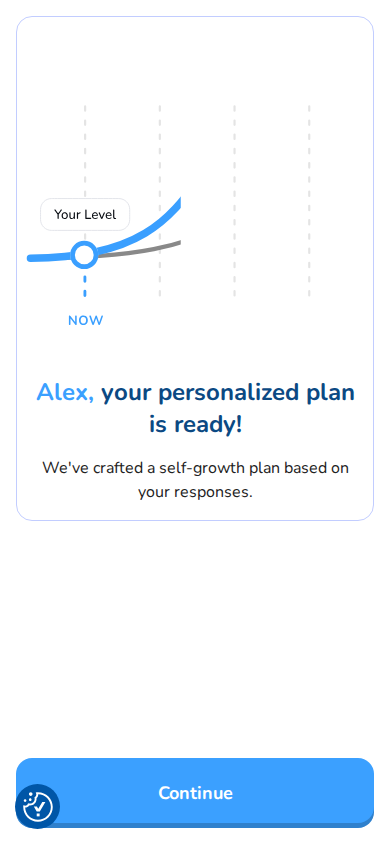 Your Level
NOW
Alex, your personalized plan
is ready!
We've crafted a self-growth plan based on
your responses.
Continue